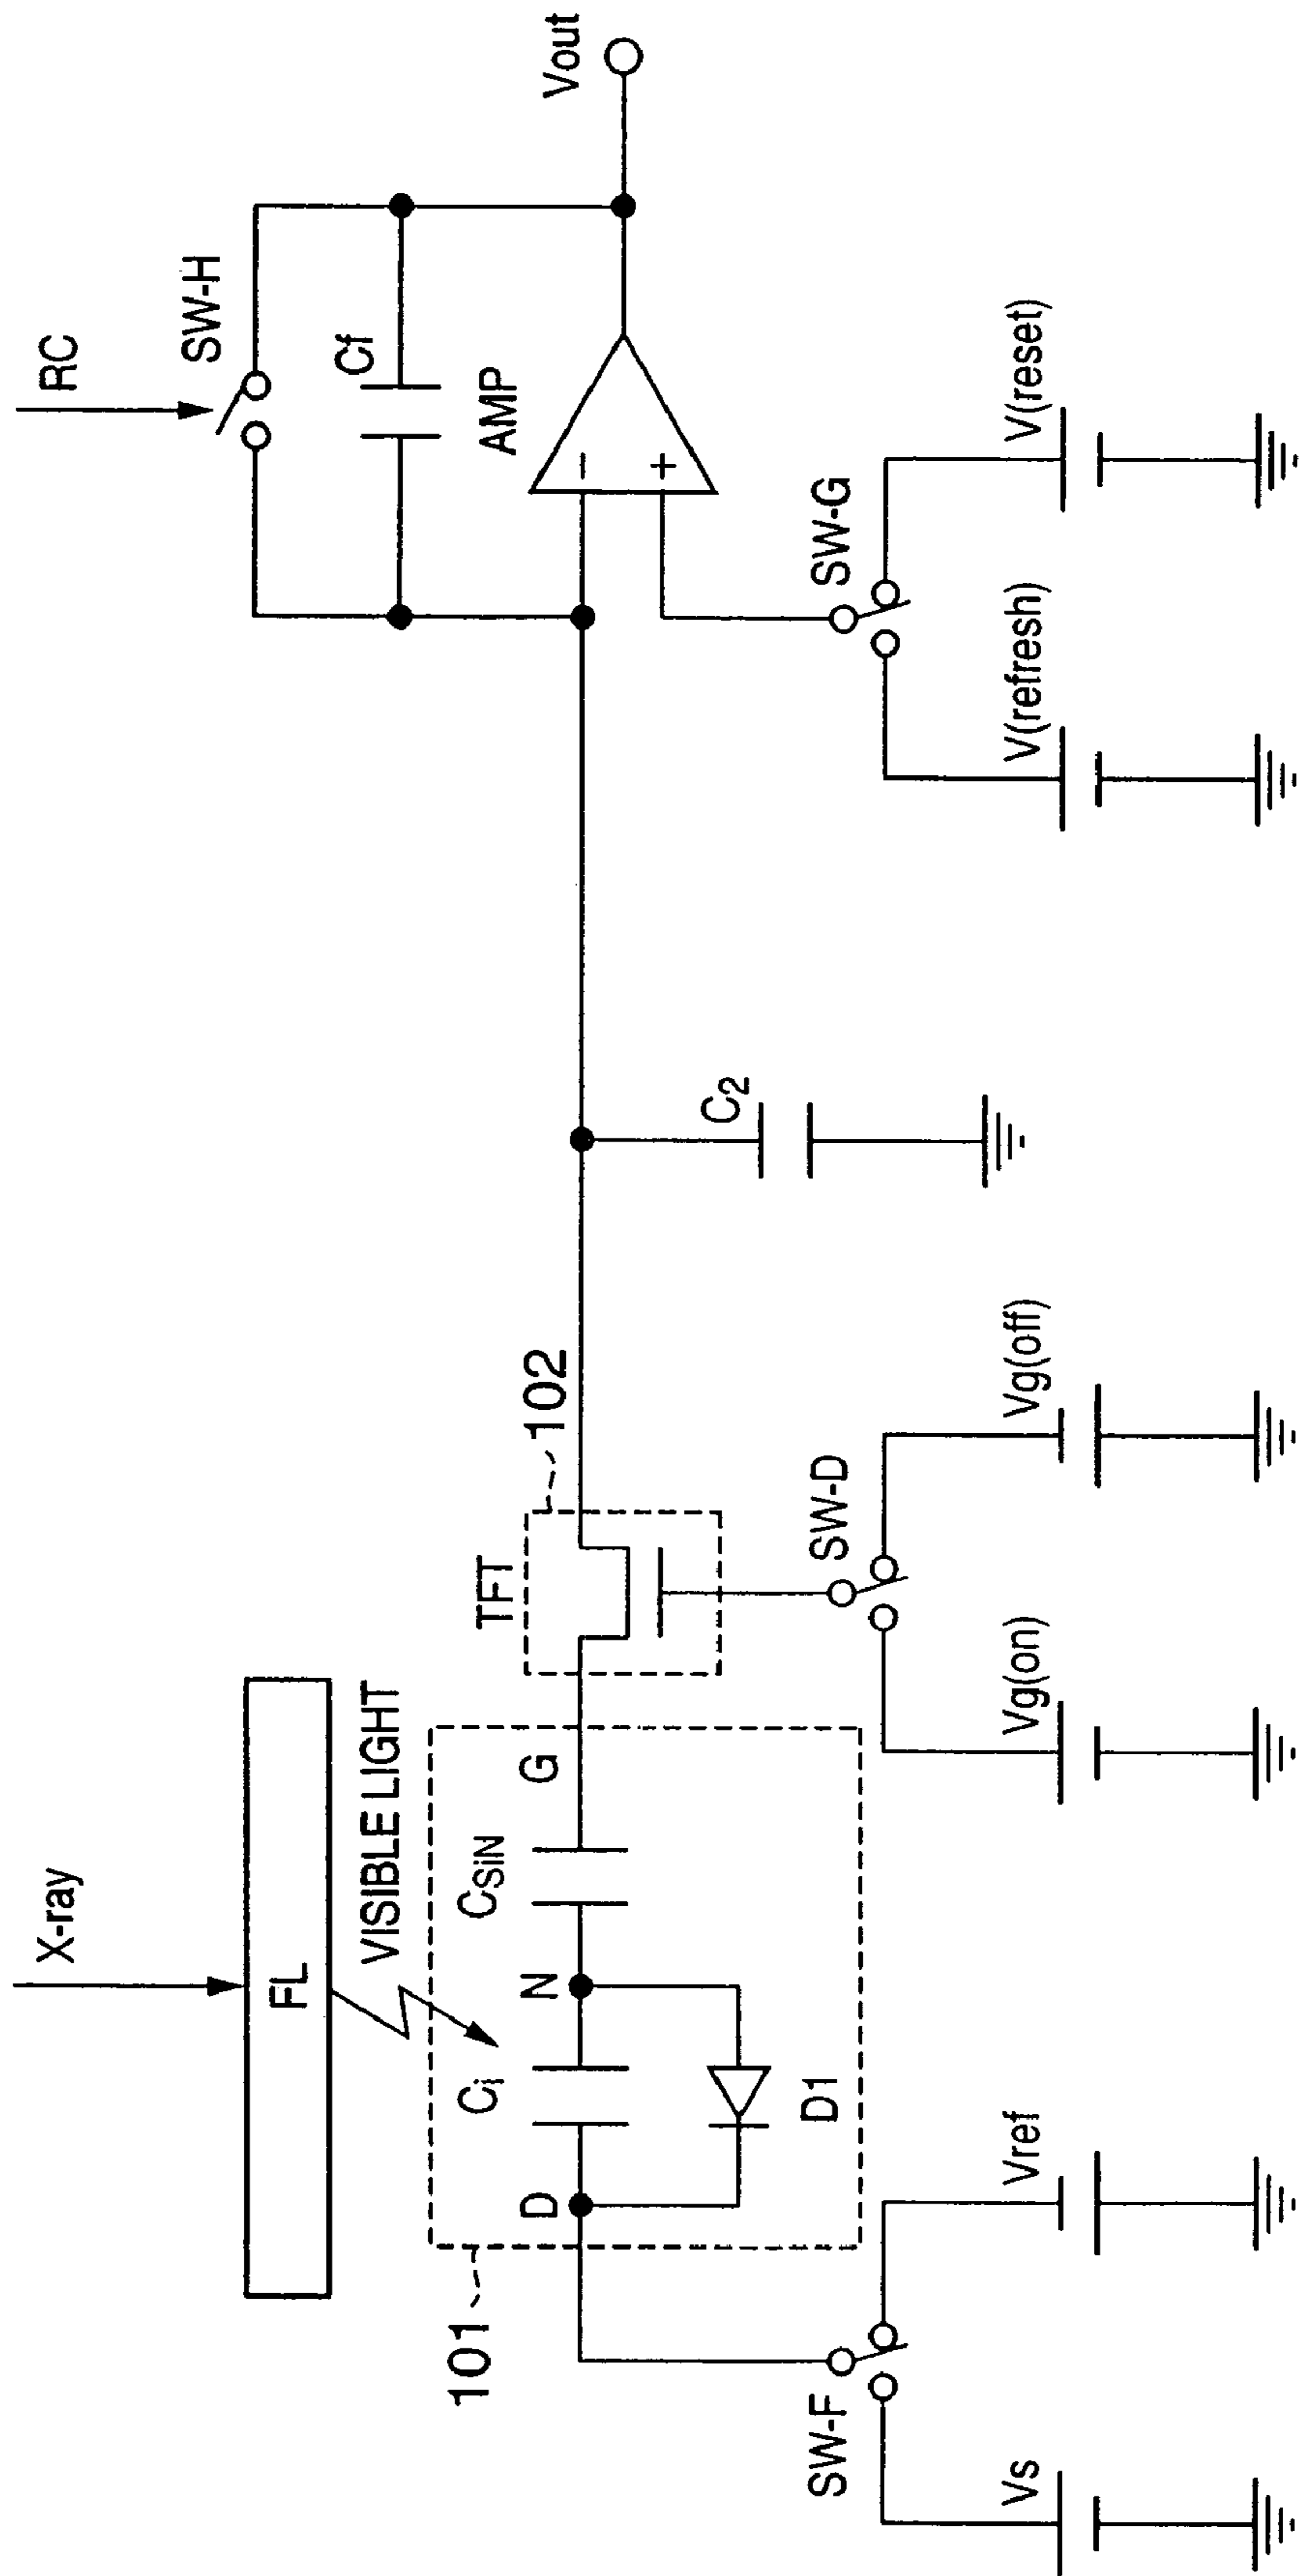 X-ray
FL
VISIBLE LIGHT
RC
SW-H
Cf
AMP
−
+
Vout
101
D
Ci
N
CSiN
G
D1
TFT
102
C2
SW-F
Vs
Vref
SW-D
Vg(on)
Vg(off)
SW-G
V(refresh)
V(reset)